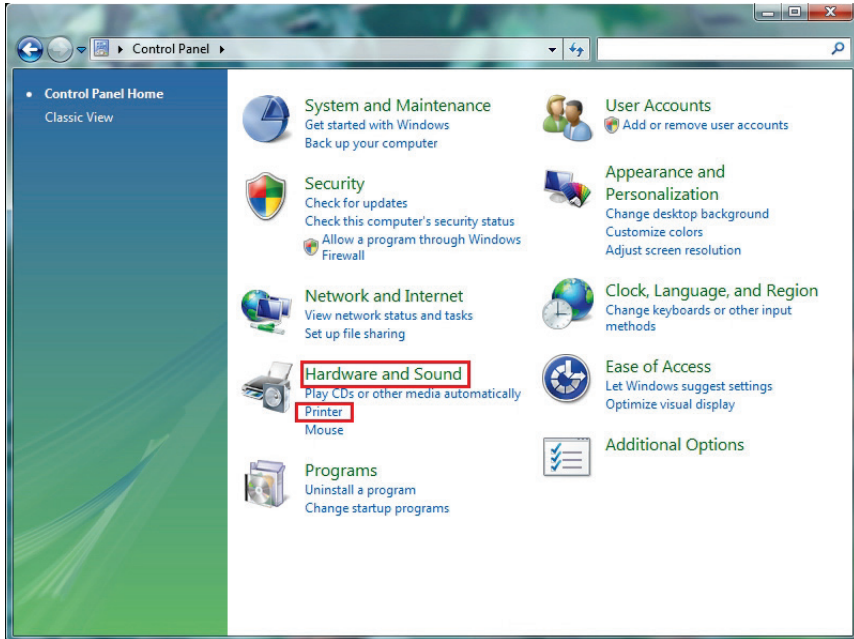 Control Panel
Control Panel Home
Classic View
System and Maintenance
Get started with Windows
Back up your computer
Security
Check for updates
Check this computer's security status
Allow a program through Windows
Firewall
Network and Internet
View network status and tasks
Set up file sharing
Hardware and Sound
Play CDs or other media automatically
Printer
Mouse
Programs
Uninstall a program
Change startup programs
User Accounts
Add or remove user accounts
Appearance and
Personalization
Change desktop background
Customize colors
Adjust screen resolution
Clock, Language, and Region
Change keyboards or other input
methods
Ease of Access
Let Windows suggest settings
Optimize visual display
Additional Options